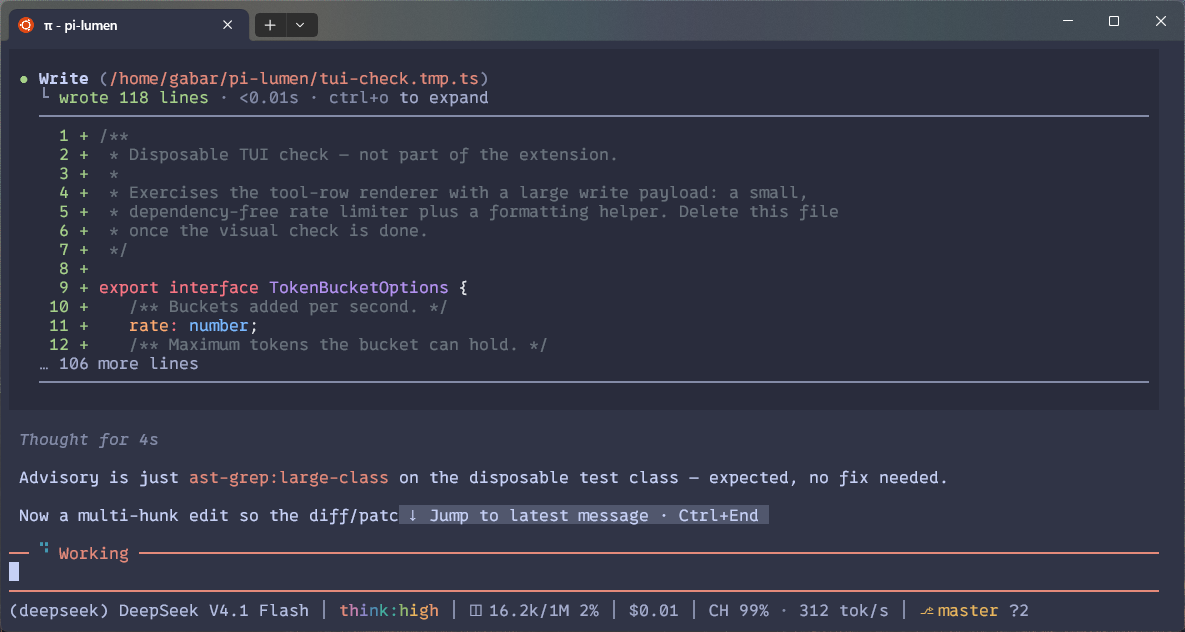 π - pi-lumen
● Write (/home/gabar/pi-lumen/tui-check.tmp.ts)
└ wrote 118 lines · <0.01s · ctrl+o to expand
1 + /**
2 +  * Disposable TUI check — not part of the extension.
3 +  *
4 +  * Exercises the tool-row renderer with a large write payload: a small,
5 +  * dependency-free rate limiter plus a formatting helper. Delete this file
6 +  * once the visual check is done.
7 +  */
8 +
9 + export interface TokenBucketOptions {
10 +    /** Buckets added per second. */
11 +    rate: number;
12 +    /** Maximum tokens the bucket can hold. */
… 106 more lines
Thought for 4s
Advisory is just ast-grep:large-class on the disposable test class — expected, no fix needed.
Now a multi-hunk edit so the diff/patc ↓ Jump to latest message · Ctrl+End
Working
(deepseek) DeepSeek V4.1 Flash │ think:high │ 16.2k/1M 2% │ $0.01 │ CH 99% · 312 tok/s │ master ?2